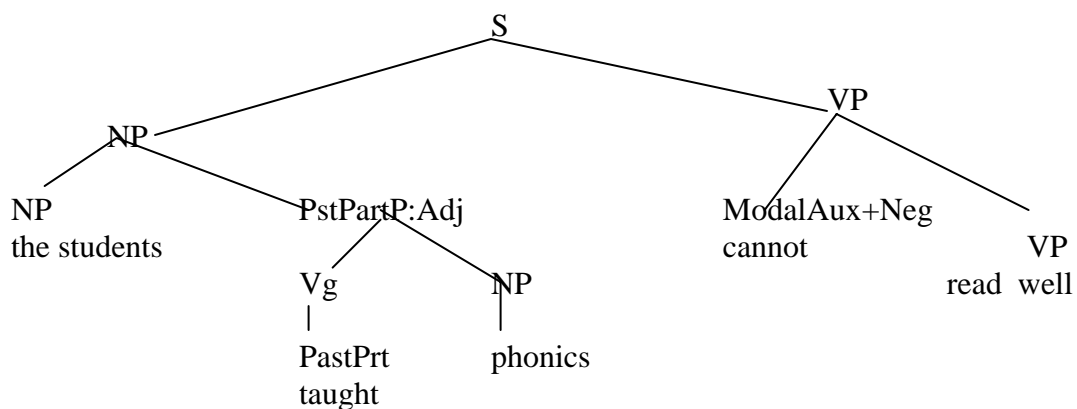 S
VP
NP
NP PstPartP:Adj ModalAux+Neg
the students cannot VP
Vg NP read well
PastPrt phonics
taught